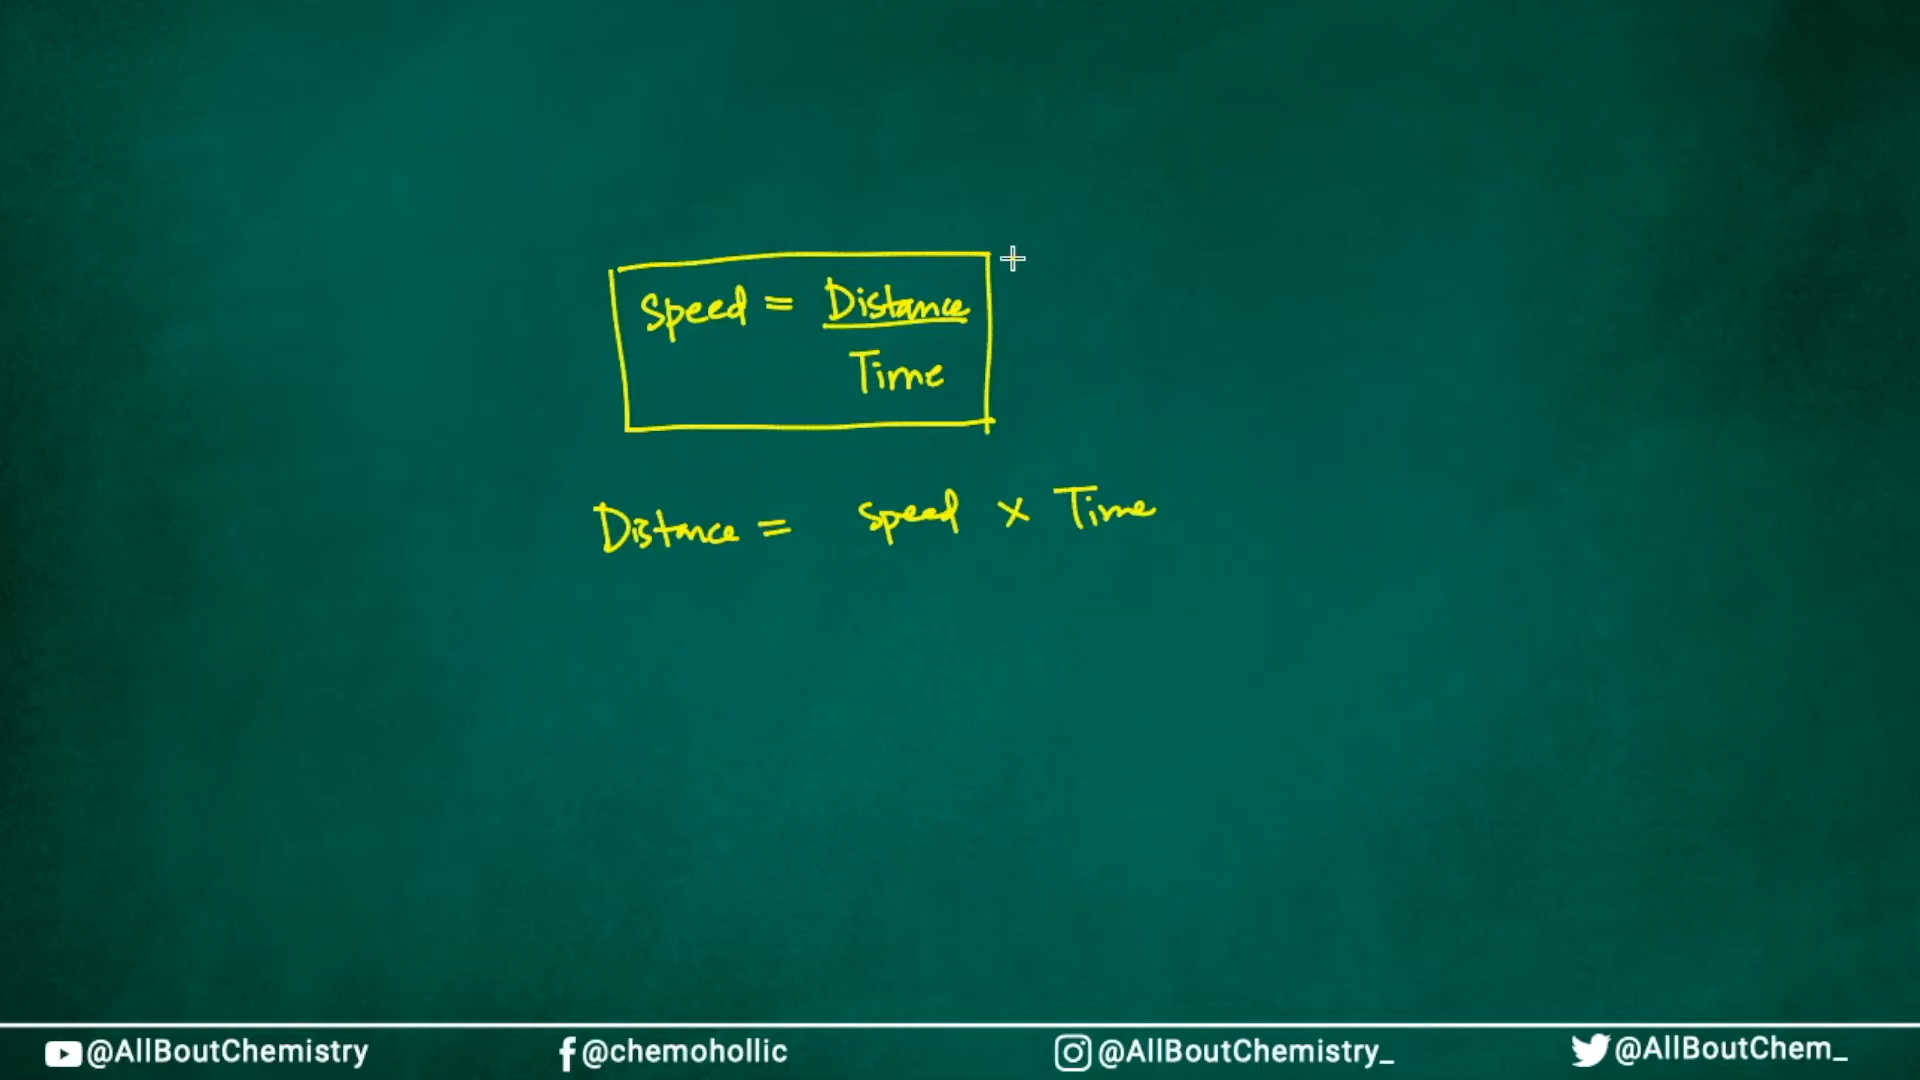 Speed = Distance
Time
Distance = Speed x Time
@AllBoutChemistry @chemohollic @AllBoutChemistry_ @AllBoutChem_